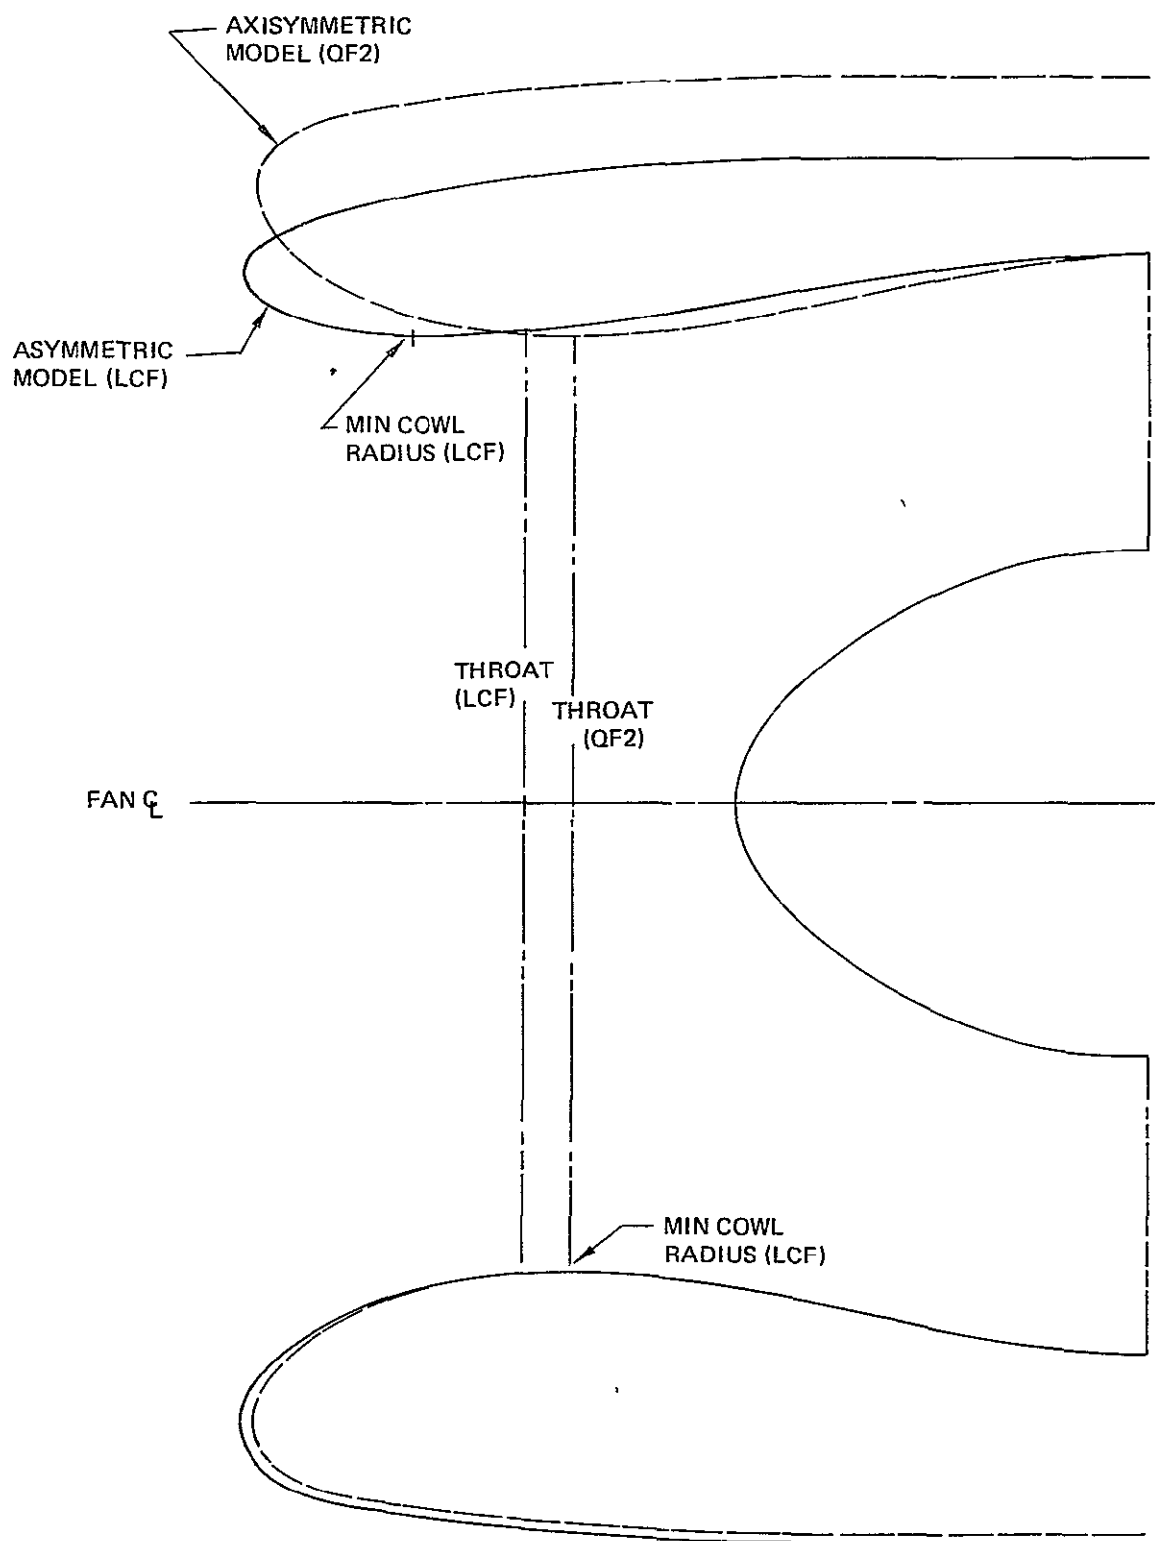 AXISYMMETRIC
MODEL (QF2)
ASYMMETRIC
MODEL (LCF)
MIN COWL
RADIUS (LCF)
THROAT
(LCF)
THROAT
(QF2)
FAN ℄
MIN COWL
RADIUS (LCF)